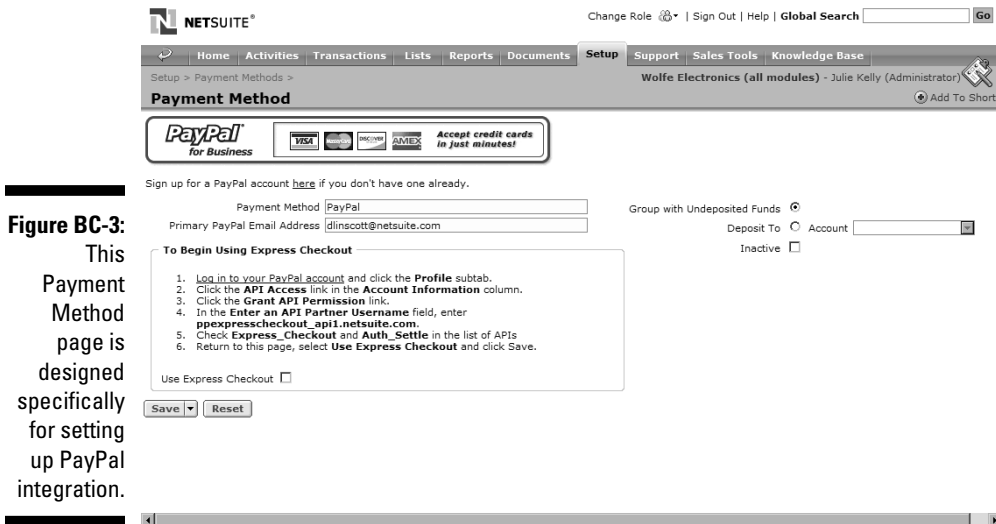 NETSUITE®
Change Role | Sign Out | Help | Global Search Go
Home Activities Transactions Lists Reports Documents Setup Support Sales Tools Knowledge Base
Setup > Payment Methods >
Wolfe Electronics (all modules) - Julie Kelly (Administrator)
Payment Method
Add To Short
PayPal
for Business
VISA MasterCard DISCOVER AMEX
Accept credit cards
in just minutes!
Sign up for a PayPal account here if you don't have one already.
Payment Method PayPal
Primary PayPal Email Address dlinscott@netsuite.com
Group with Undeposited Funds
Deposit To Account
Inactive
To Begin Using Express Checkout
1. Log in to your PayPal account and click the Profile subtab.
2. Click the API Access link in the Account Information column.
3. Click the Grant API Permission link.
4. In the Enter an API Partner Username field, enter
ppexpresscheckout_api1.netsuite.com.
5. Check Express_Checkout and Auth_Settle in the list of APIs
6. Return to this page, select Use Express Checkout and click Save.
Use Express Checkout
Save Reset
Figure BC-3:
This
Payment
Method
page is
designed
specifically
for setting
up PayPal
integration.